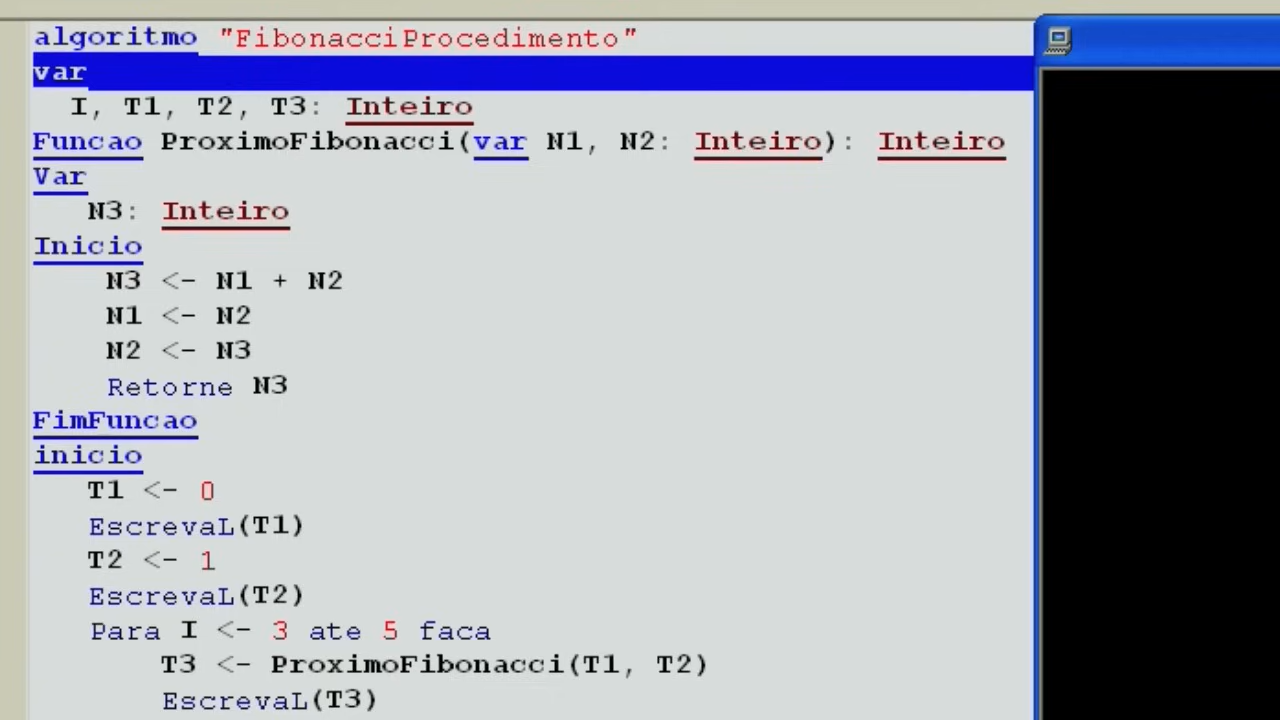 algoritmo "FibonacciProcedimento"
var
I, T1, T2, T3: Inteiro
Funcao ProximoFibonacci(var N1, N2: Inteiro): Inteiro
Var
N3: Inteiro
Inicio
N3 <- N1 + N2
N1 <- N2
N2 <- N3
Retorne N3
FimFuncao
inicio
T1 <- 0
EscrevaL(T1)
T2 <- 1
EscrevaL(T2)
Para I <- 3 ate 5 faca
T3 <- ProximoFibonacci(T1, T2)
EscrevaL(T3)